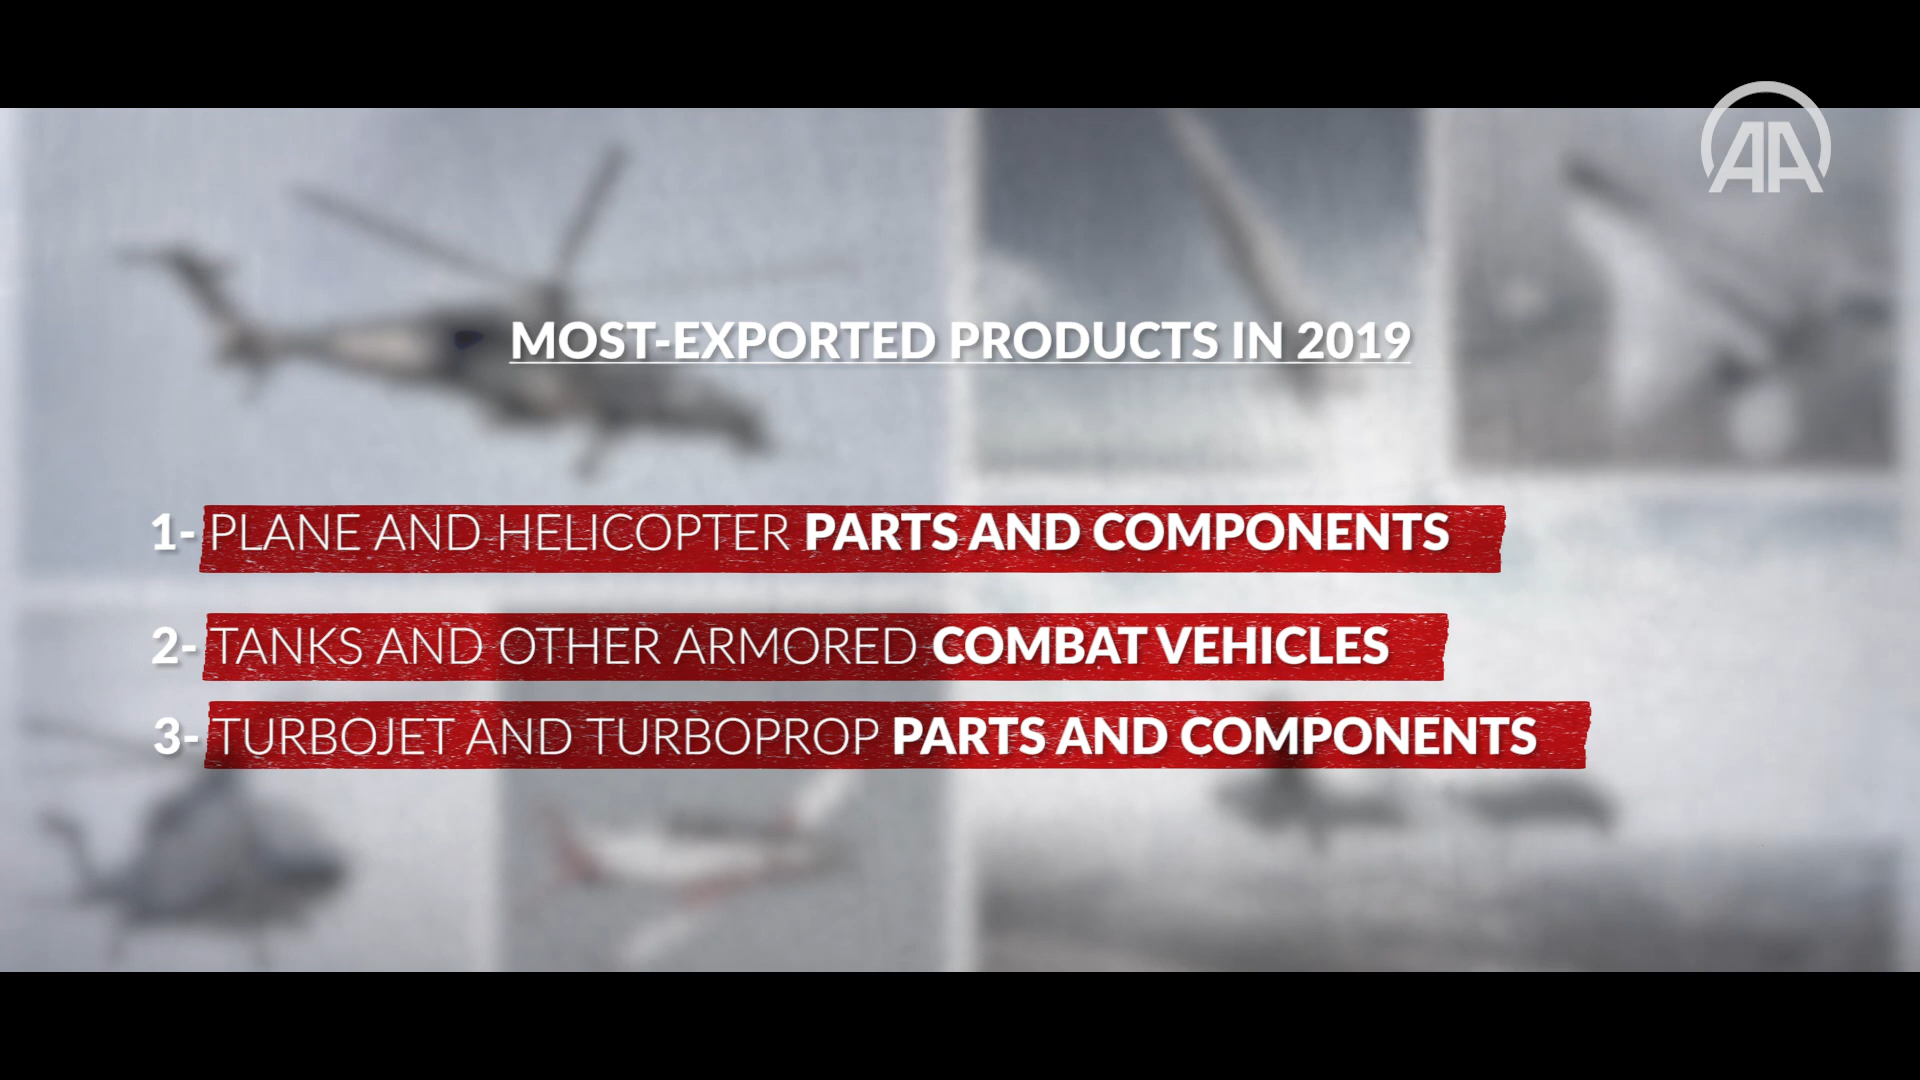 AA
MOST-EXPORTED PRODUCTS IN 2019
1- PLANE AND HELICOPTER PARTS AND COMPONENTS
2- TANKS AND OTHER ARMORED COMBAT VEHICLES
3- TURBOJET AND TURBOPROP PARTS AND COMPONENTS